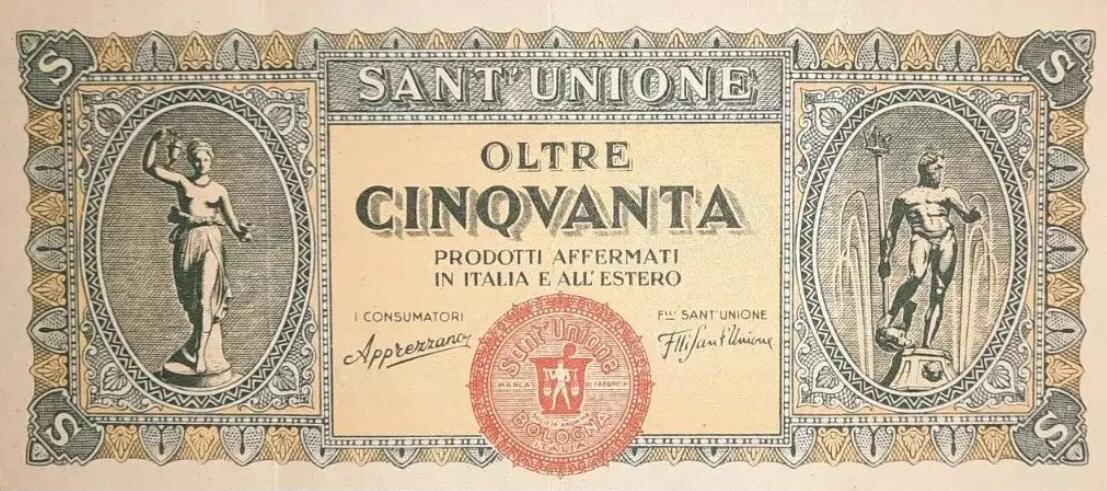 S
S
SANT'UNIONE
OLTRE
CINQVANTA
PRODOTTI AFFERMATI
IN ITALIA E ALL'ESTERO
I CONSUMATORI
Apprezzano
F.lli SANT'UNIONE
F.lli Sant'Unione
Sant'Unione
MARCA DI FABBRICA
BOLOGNA
ITALIA
S
S